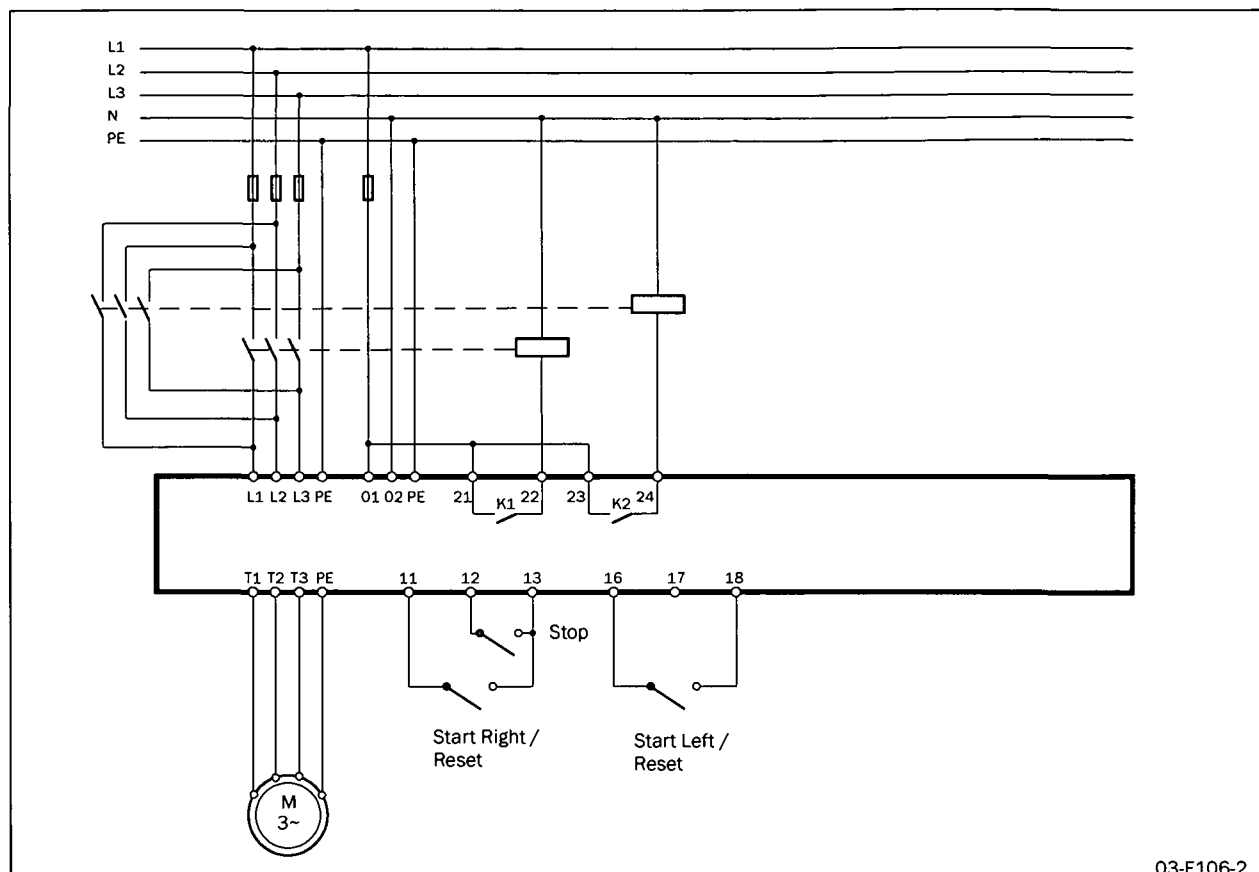 L1
L2
L3
N
PE
L1 L2 L3 PE 01 02 PE 21 K1 22 23 K2 24
T1 T2 T3 PE 11 12 13 16 17 18
Stop
Start Right /
Reset
Start Left /
Reset
M
3~
03-F106-2